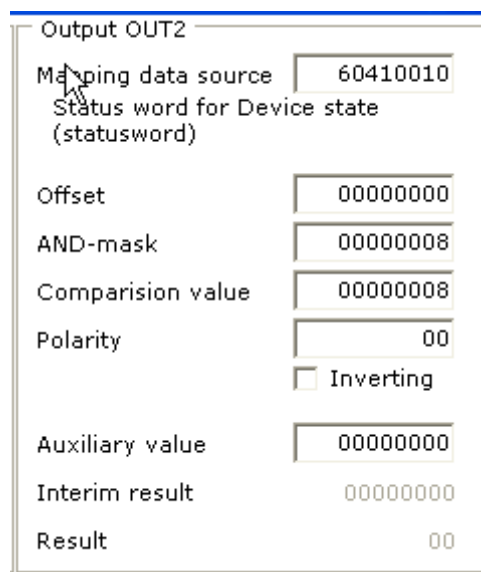 Output OUT2
Mapping data source 60410010
Status word for Device state
(statusword)
Offset 00000000
AND-mask 00000008
Comparision value 00000008
Polarity 00
Inverting
Auxiliary value 00000000
Interim result 00000000
Result 00